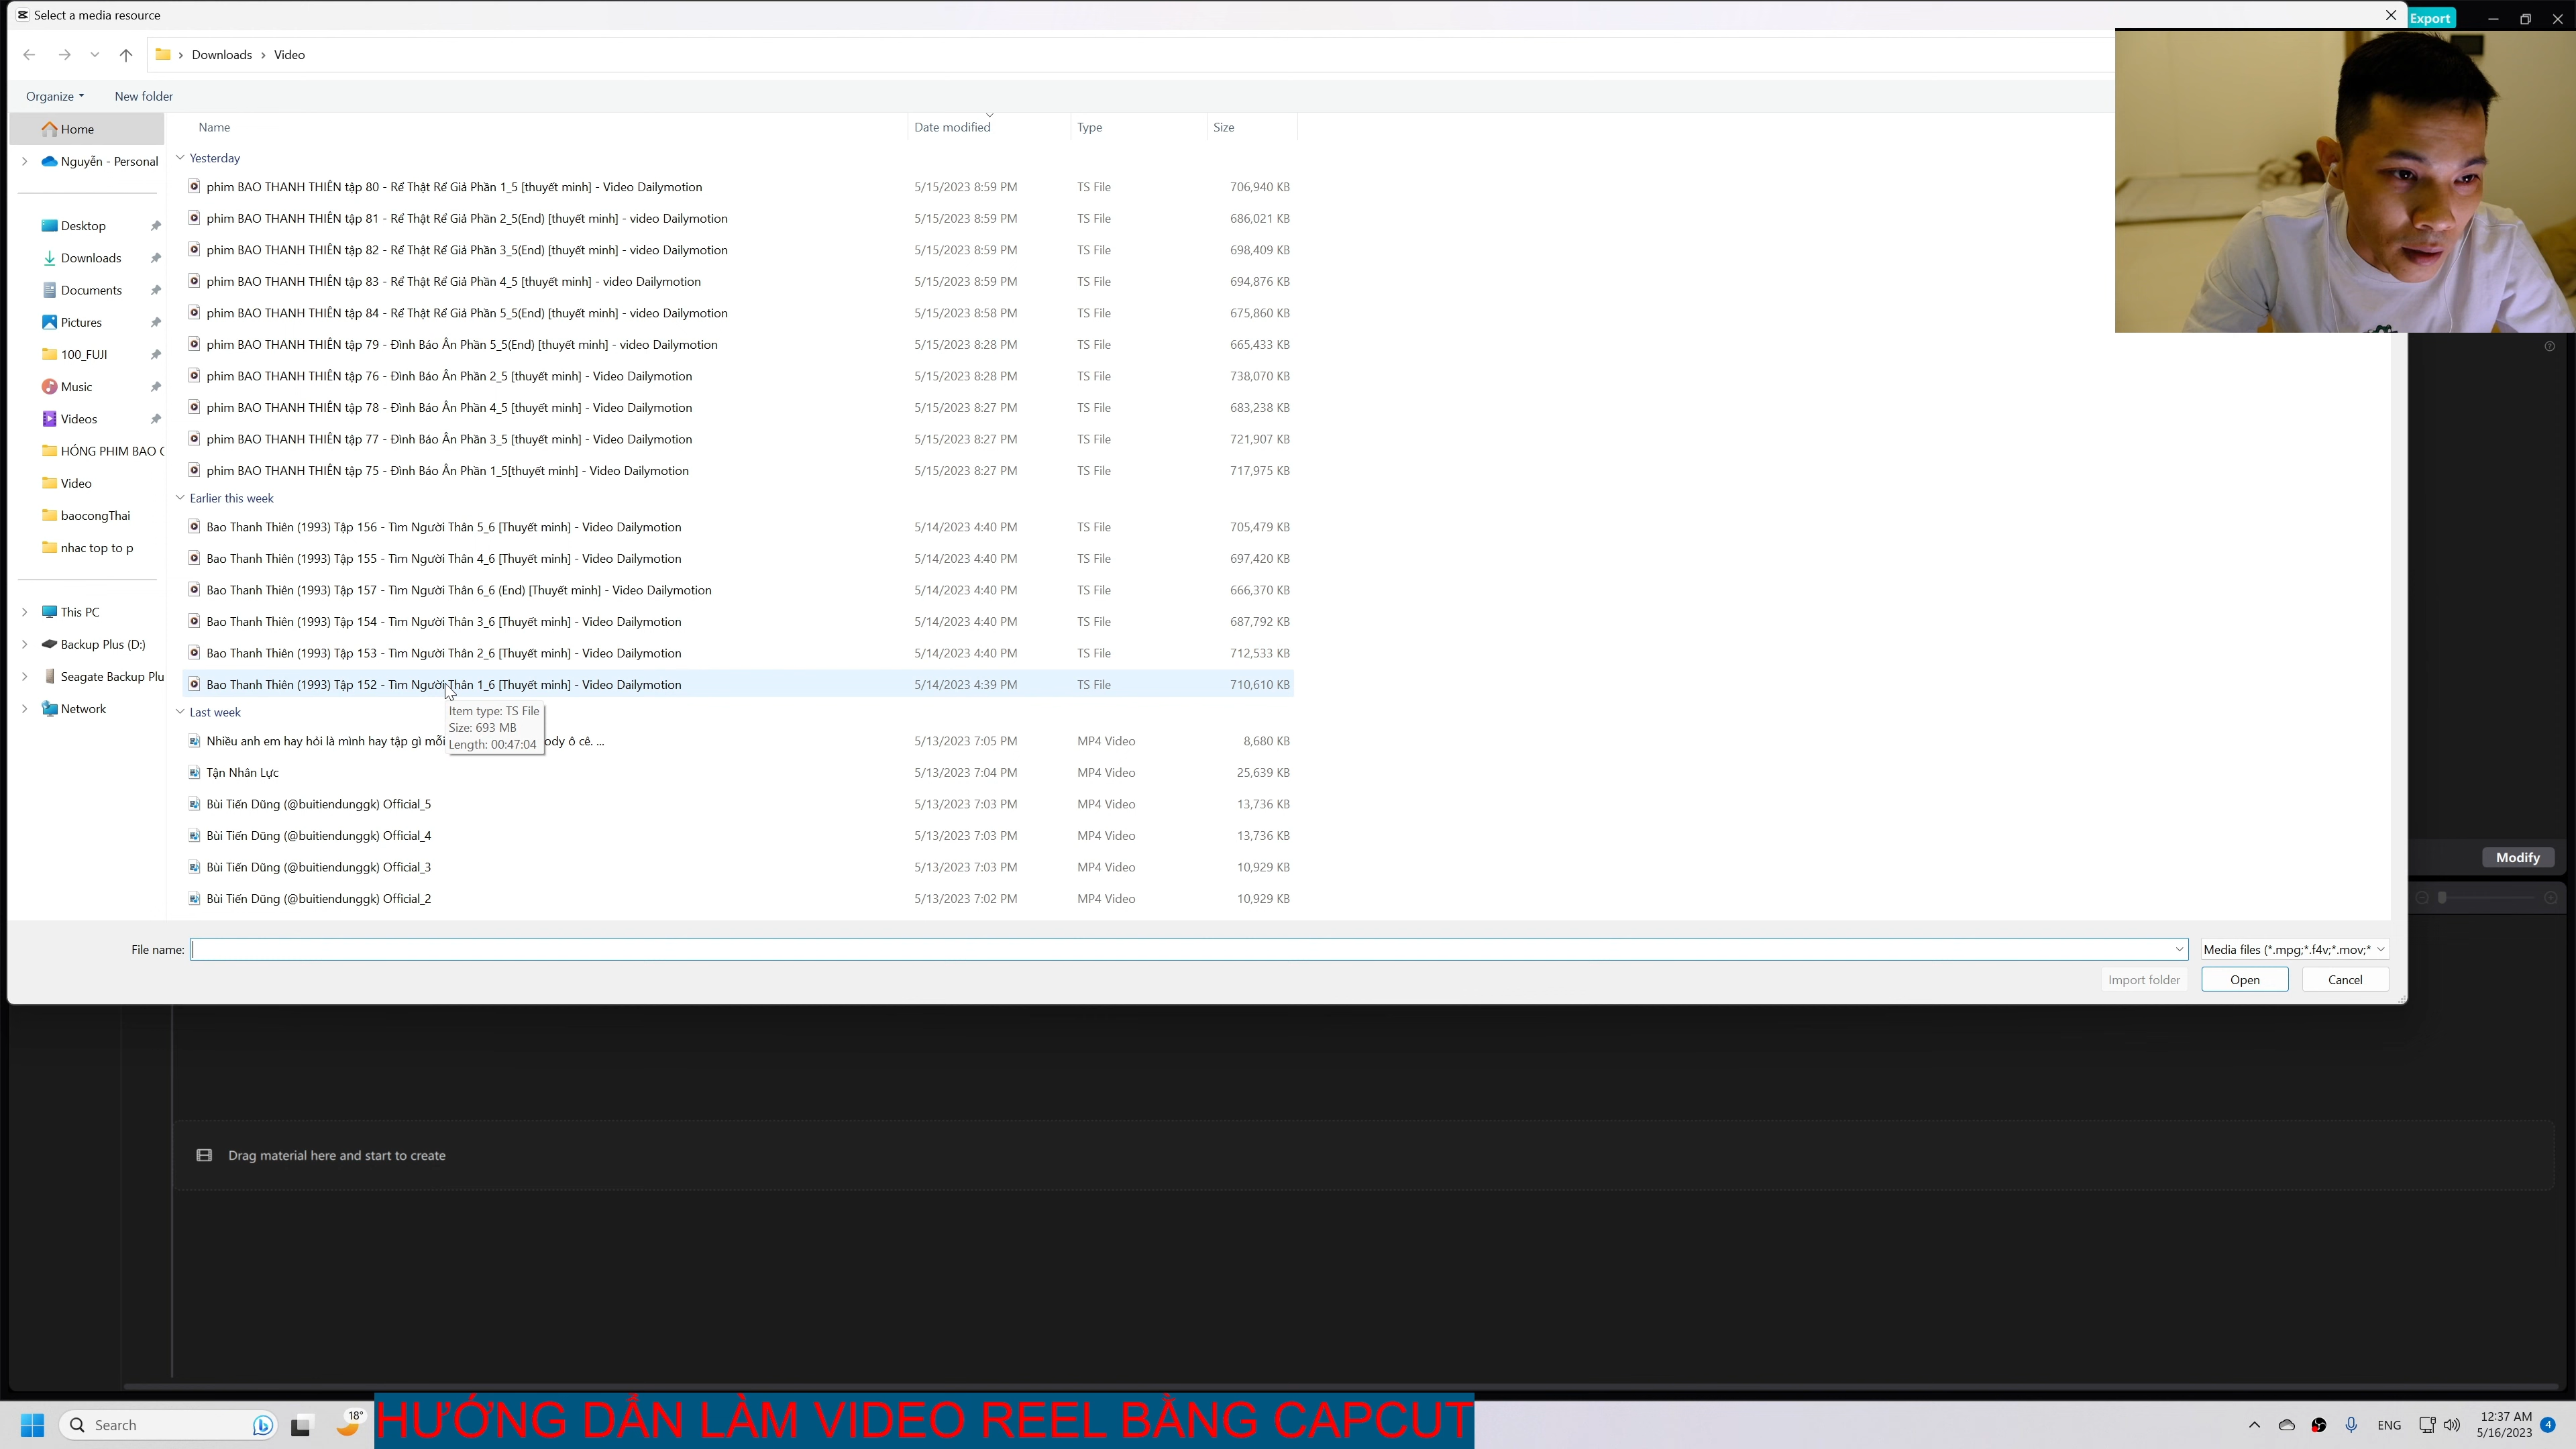 Select a media resource
Export
Downloads > Video
Organize
New folder
Name
Date modified
Type
Size
Home
Nguyễn - Personal
Desktop
Downloads
Documents
Pictures
100_FUJI
Music
Videos
HÓNG PHIM BAO
Video
baocongThai
nhac top to p
This PC
Backup Plus (D:)
Seagate Backup Plu
Network
Yesterday
phim BAO THANH THIÊN tập 80 - Rể Thật Rể Giả Phần 1_5 [thuyết minh] - Video Dailymotion 5/15/2023 8:59 PM TS File 706,940 KB
phim BAO THANH THIÊN tập 81 - Rể Thật Rể Giả Phần 2_5(End) [thuyết minh] - video Dailymotion 5/15/2023 8:59 PM TS File 686,021 KB
phim BAO THANH THIÊN tập 82 - Rể Thật Rể Giả Phần 3_5(End) [thuyết minh] - video Dailymotion 5/15/2023 8:59 PM TS File 698,409 KB
phim BAO THANH THIÊN tập 83 - Rể Thật Rể Giả Phần 4_5 [thuyết minh] - video Dailymotion 5/15/2023 8:59 PM TS File 694,876 KB
phim BAO THANH THIÊN tập 84 - Rể Thật Rể Giả Phần 5_5(End) [thuyết minh] - video Dailymotion 5/15/2023 8:58 PM TS File 675,860 KB
phim BAO THANH THIÊN tập 79 - Đình Báo Ân Phần 5_5(End) [thuyết minh] - video Dailymotion 5/15/2023 8:28 PM TS File 665,433 KB
phim BAO THANH THIÊN tập 76 - Đình Báo Ân Phần 2_5 [thuyết minh] - Video Dailymotion 5/15/2023 8:28 PM TS File 738,070 KB
phim BAO THANH THIÊN tập 78 - Đình Báo Ân Phần 4_5 [thuyết minh] - Video Dailymotion 5/15/2023 8:27 PM TS File 683,238 KB
phim BAO THANH THIÊN tập 77 - Đình Báo Ân Phần 3_5 [thuyết minh] - Video Dailymotion 5/15/2023 8:27 PM TS File 721,907 KB
phim BAO THANH THIÊN tập 75 - Đình Báo Ân Phần 1_5[thuyết minh] - Video Dailymotion 5/15/2023 8:27 PM TS File 717,975 KB
Earlier this week
Bao Thanh Thiên (1993) Tập 156 - Tìm Người Thân 5_6 [Thuyết minh] - Video Dailymotion 5/14/2023 4:40 PM TS File 705,479 KB
Bao Thanh Thiên (1993) Tập 155 - Tìm Người Thân 4_6 [Thuyết minh] - Video Dailymotion 5/14/2023 4:40 PM TS File 697,420 KB
Bao Thanh Thiên (1993) Tập 157 - Tìm Người Thân 6_6 (End) [Thuyết minh] - Video Dailymotion 5/14/2023 4:40 PM TS File 666,370 KB
Bao Thanh Thiên (1993) Tập 154 - Tìm Người Thân 3_6 [Thuyết minh] - Video Dailymotion 5/14/2023 4:40 PM TS File 687,792 KB
Bao Thanh Thiên (1993) Tập 153 - Tìm Người Thân 2_6 [Thuyết minh] - Video Dailymotion 5/14/2023 4:40 PM TS File 712,533 KB
Bao Thanh Thiên (1993) Tập 152 - Tìm Người Thân 1_6 [Thuyết minh] - Video Dailymotion 5/14/2023 4:39 PM TS File 710,610 KB
Last week
Item type: TS File
Size: 693 MB
Length: 00:47:04
Nhiều anh em hay hỏi là mình hay tập gì mỗi ody ô cê. ... 5/13/2023 7:05 PM MP4 Video 8,680 KB
Tận Nhân Lực 5/13/2023 7:04 PM MP4 Video 25,639 KB
Bùi Tiến Dũng (@buitiendunggk) Official_5 5/13/2023 7:03 PM MP4 Video 13,736 KB
Bùi Tiến Dũng (@buitiendunggk) Official_4 5/13/2023 7:03 PM MP4 Video 13,736 KB
Bùi Tiến Dũng (@buitiendunggk) Official_3 5/13/2023 7:03 PM MP4 Video 10,929 KB
Bùi Tiến Dũng (@buitiendunggk) Official_2 5/13/2023 7:02 PM MP4 Video 10,929 KB
Modify
File name:
Media files (*.mpg;*.f4v;*.mov;*
Import folder
Open
Cancel
Drag material here and start to create
Search
18°
HƯỚNG DẪN LÀM VIDEO REEL BẰNG CAPCUT
ENG
12:37 AM
5/16/2023
4